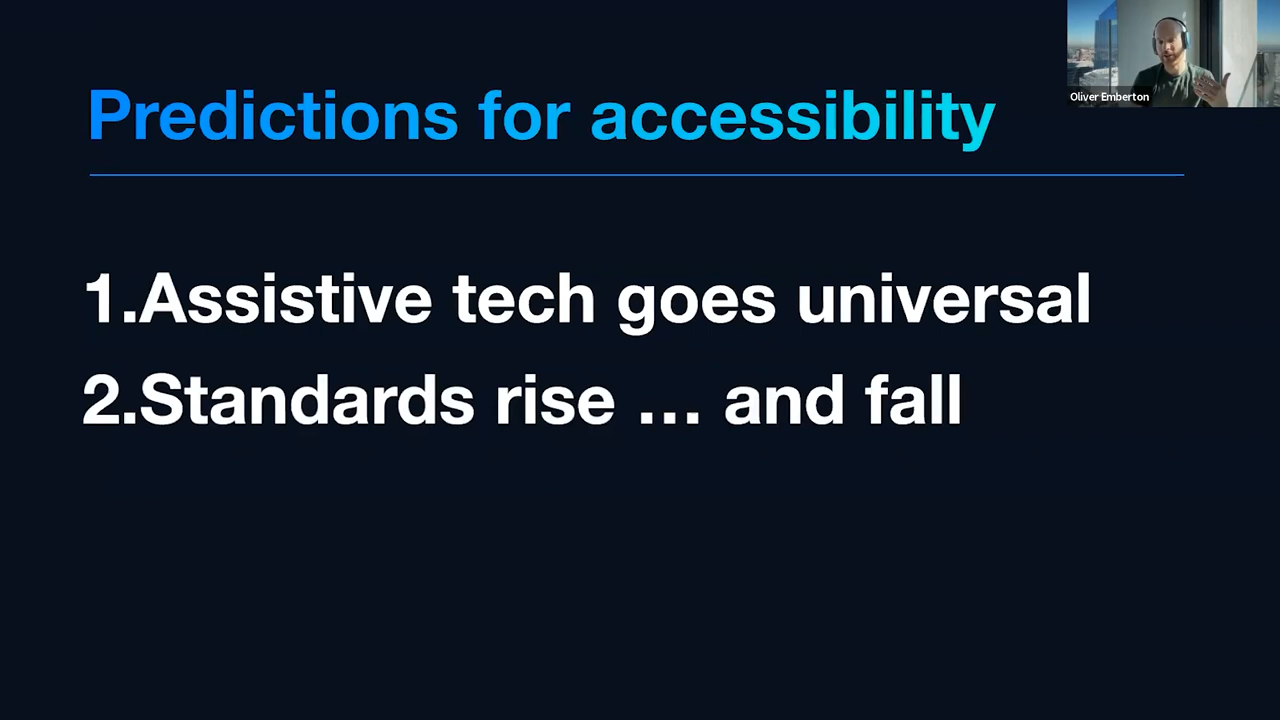 Predictions for accessibility
Oliver Emberton
1.Assistive tech goes universal
2.Standards rise … and fall